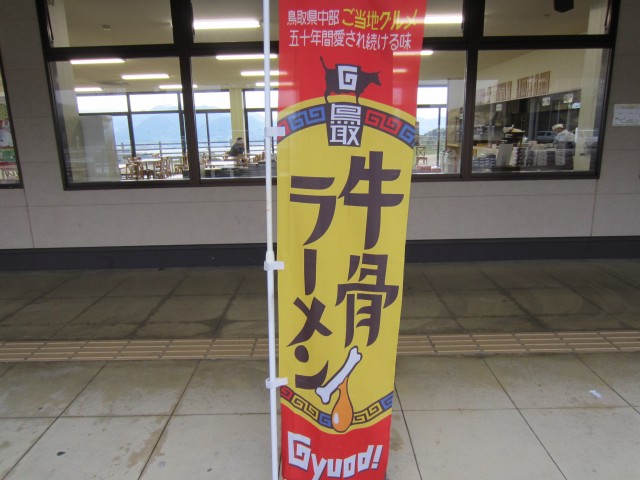 鳥取県中部 ご当地グルメ
五十年間愛され続ける味
G
鳥取
牛骨
ラーメン
Gyuod!